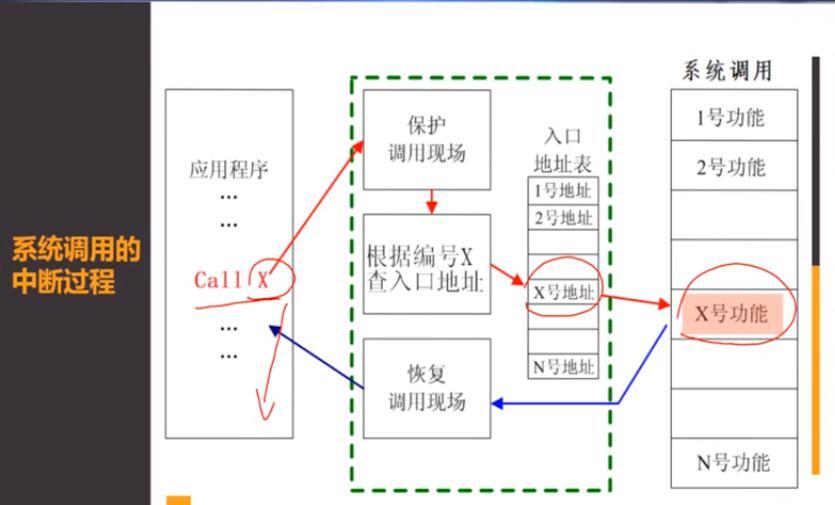 系统调用的
中断过程
应用程序
...
...
Call X
...
...
保护
调用现场
根据编号X
查入口地址
恢复
调用现场
入口
地址表
1号地址
2号地址
X号地址
N号地址
系统调用
1号功能
2号功能
X号功能
N号功能